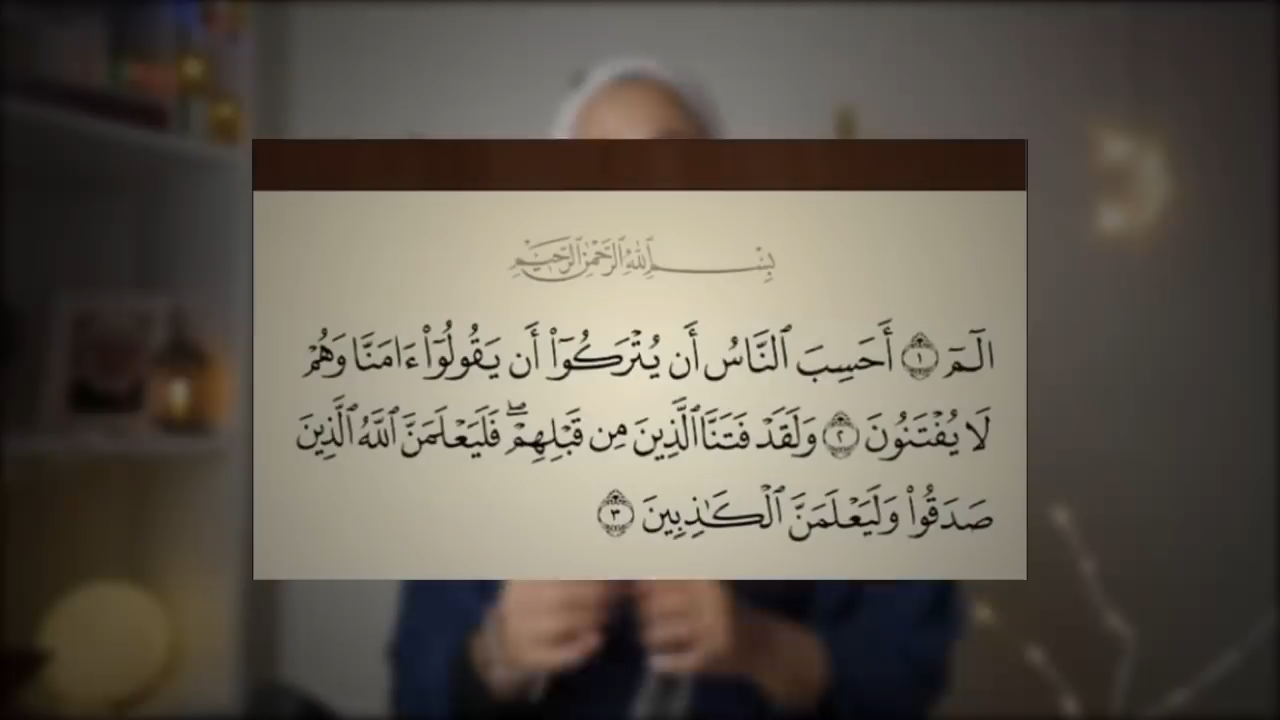 بِسْمِ ٱللَّهِ ٱلرَّحْمَٰنِ ٱلرَّحِيمِ
الٓمٓ ١ أَحَسِبَ ٱلنَّاسُ أَن يُتْرَكُوٓا۟ أَن يَقُولُوٓا۟ ءَامَنَّا وَهُمْ
لَا يُفْتَنُونَ ٢ وَلَقَدْ فَتَنَّا ٱلَّذِينَ مِن قَبْلِهِمْ ۖ فَلَيَعْلَمَنَّ ٱللَّهُ ٱلَّذِينَ
صَدَقُوا۟ وَلَيَعْلَمَنَّ ٱلْكَـٰذِبِينَ ٣